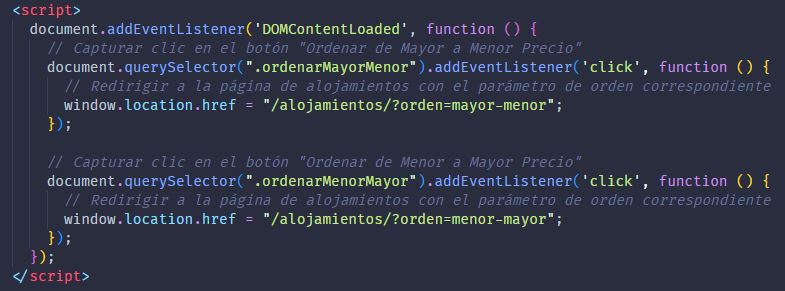 <script>
document.addEventListener('DOMContentLoaded', function () {
// Capturar clic en el botón "Ordenar de Mayor a Menor Precio"
document.querySelector(".ordenarMayorMenor").addEventListener('click', function () {
// Redirigir a la página de alojamientos con el parámetro de orden correspondiente
window.location.href = "/alojamientos/?orden=mayor-menor";
});
// Capturar clic en el botón "Ordenar de Menor a Mayor Precio"
document.querySelector(".ordenarMenorMayor").addEventListener('click', function () {
// Redirigir a la página de alojamientos con el parámetro de orden correspondiente
window.location.href = "/alojamientos/?orden=menor-mayor";
});
});
</script>